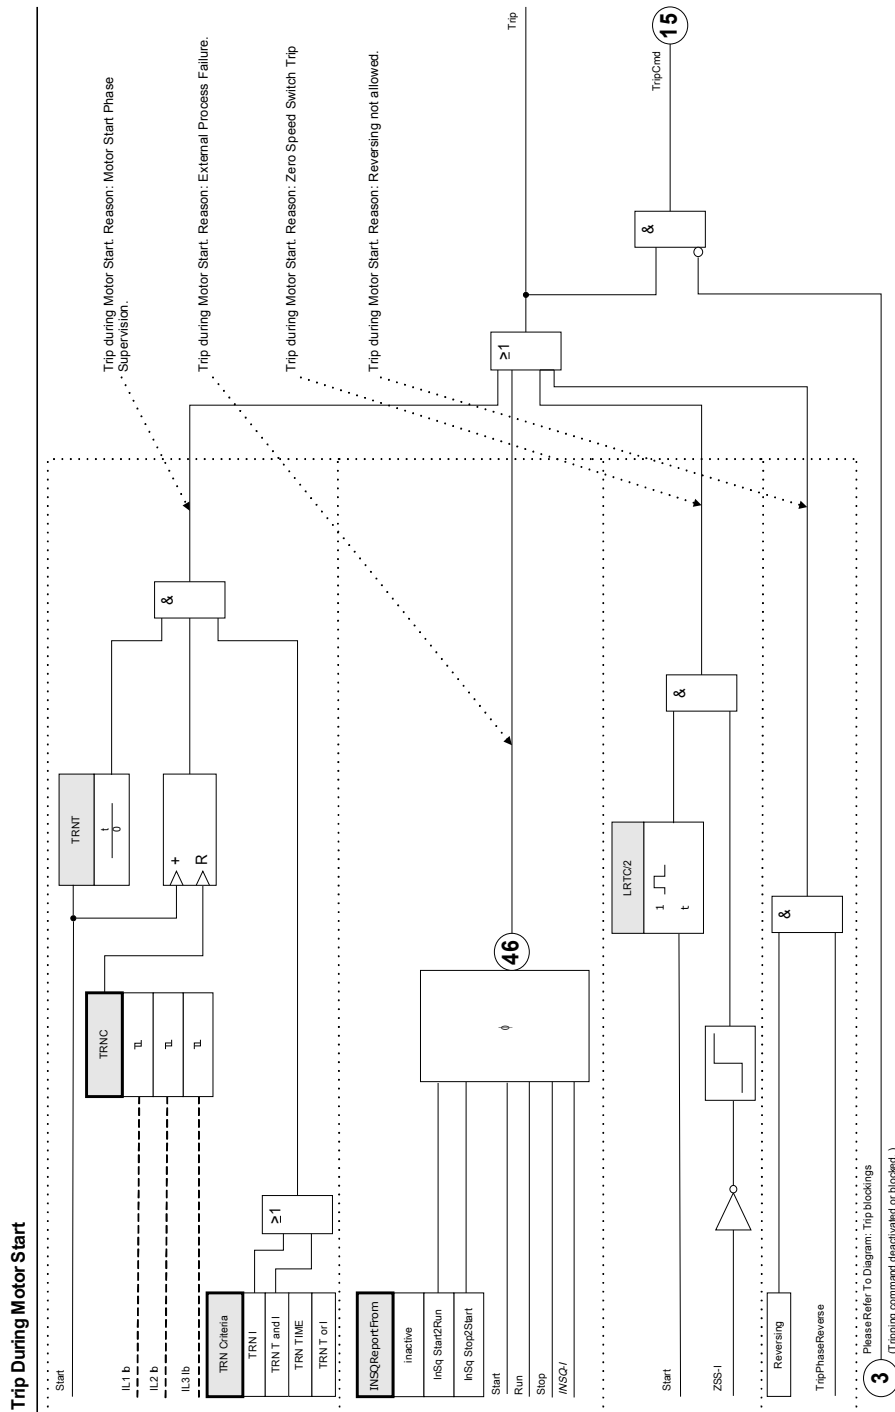 Trip During Motor Start
Start
TRNT
t
0
+
R
TRNC
IL1 b
IL2 b
IL3 Ib
TRN Criteria
TRN I
TRN T and I
TRN TIME
TRN T or I
≥1
&
Trip during Motor Start. Reason: Motor Start Phase
Supervision.
Trip during Motor Start. Reason: External Process Failure.
Trip during Motor Start. Reason: Zero Speed Switch Trip
Trip during Motor Start. Reason: Reversing not allowed.
INSQReportFrom
inactive
InSq Start2Run
InSq Stop2Start
Start
Run
Stop
INSQ-I
46
≥1
Trip
&
TripCmd
15
Start
LRTC/2
1
t
ZSS-I
&
Reversing
TripPhaseReverse
&
3
Please Refer To Diagram: Trip blockings
(Tripping command deactivated or blocked. )